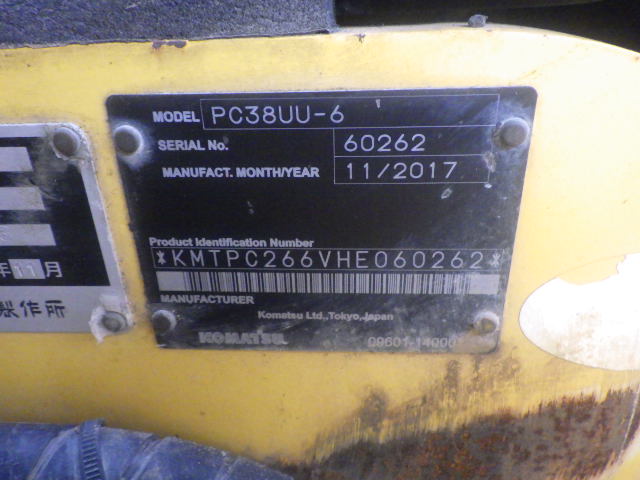 MODEL PC38UU-6
SERIAL No. 60262
MANUFACT. MONTH/YEAR 11/2017
Product Identification Number
*KMTPC266VHE060262*
MANUFACTURER
Komatsu Ltd.,Tokyo,Japan
KOMATSU
年11月
製作所